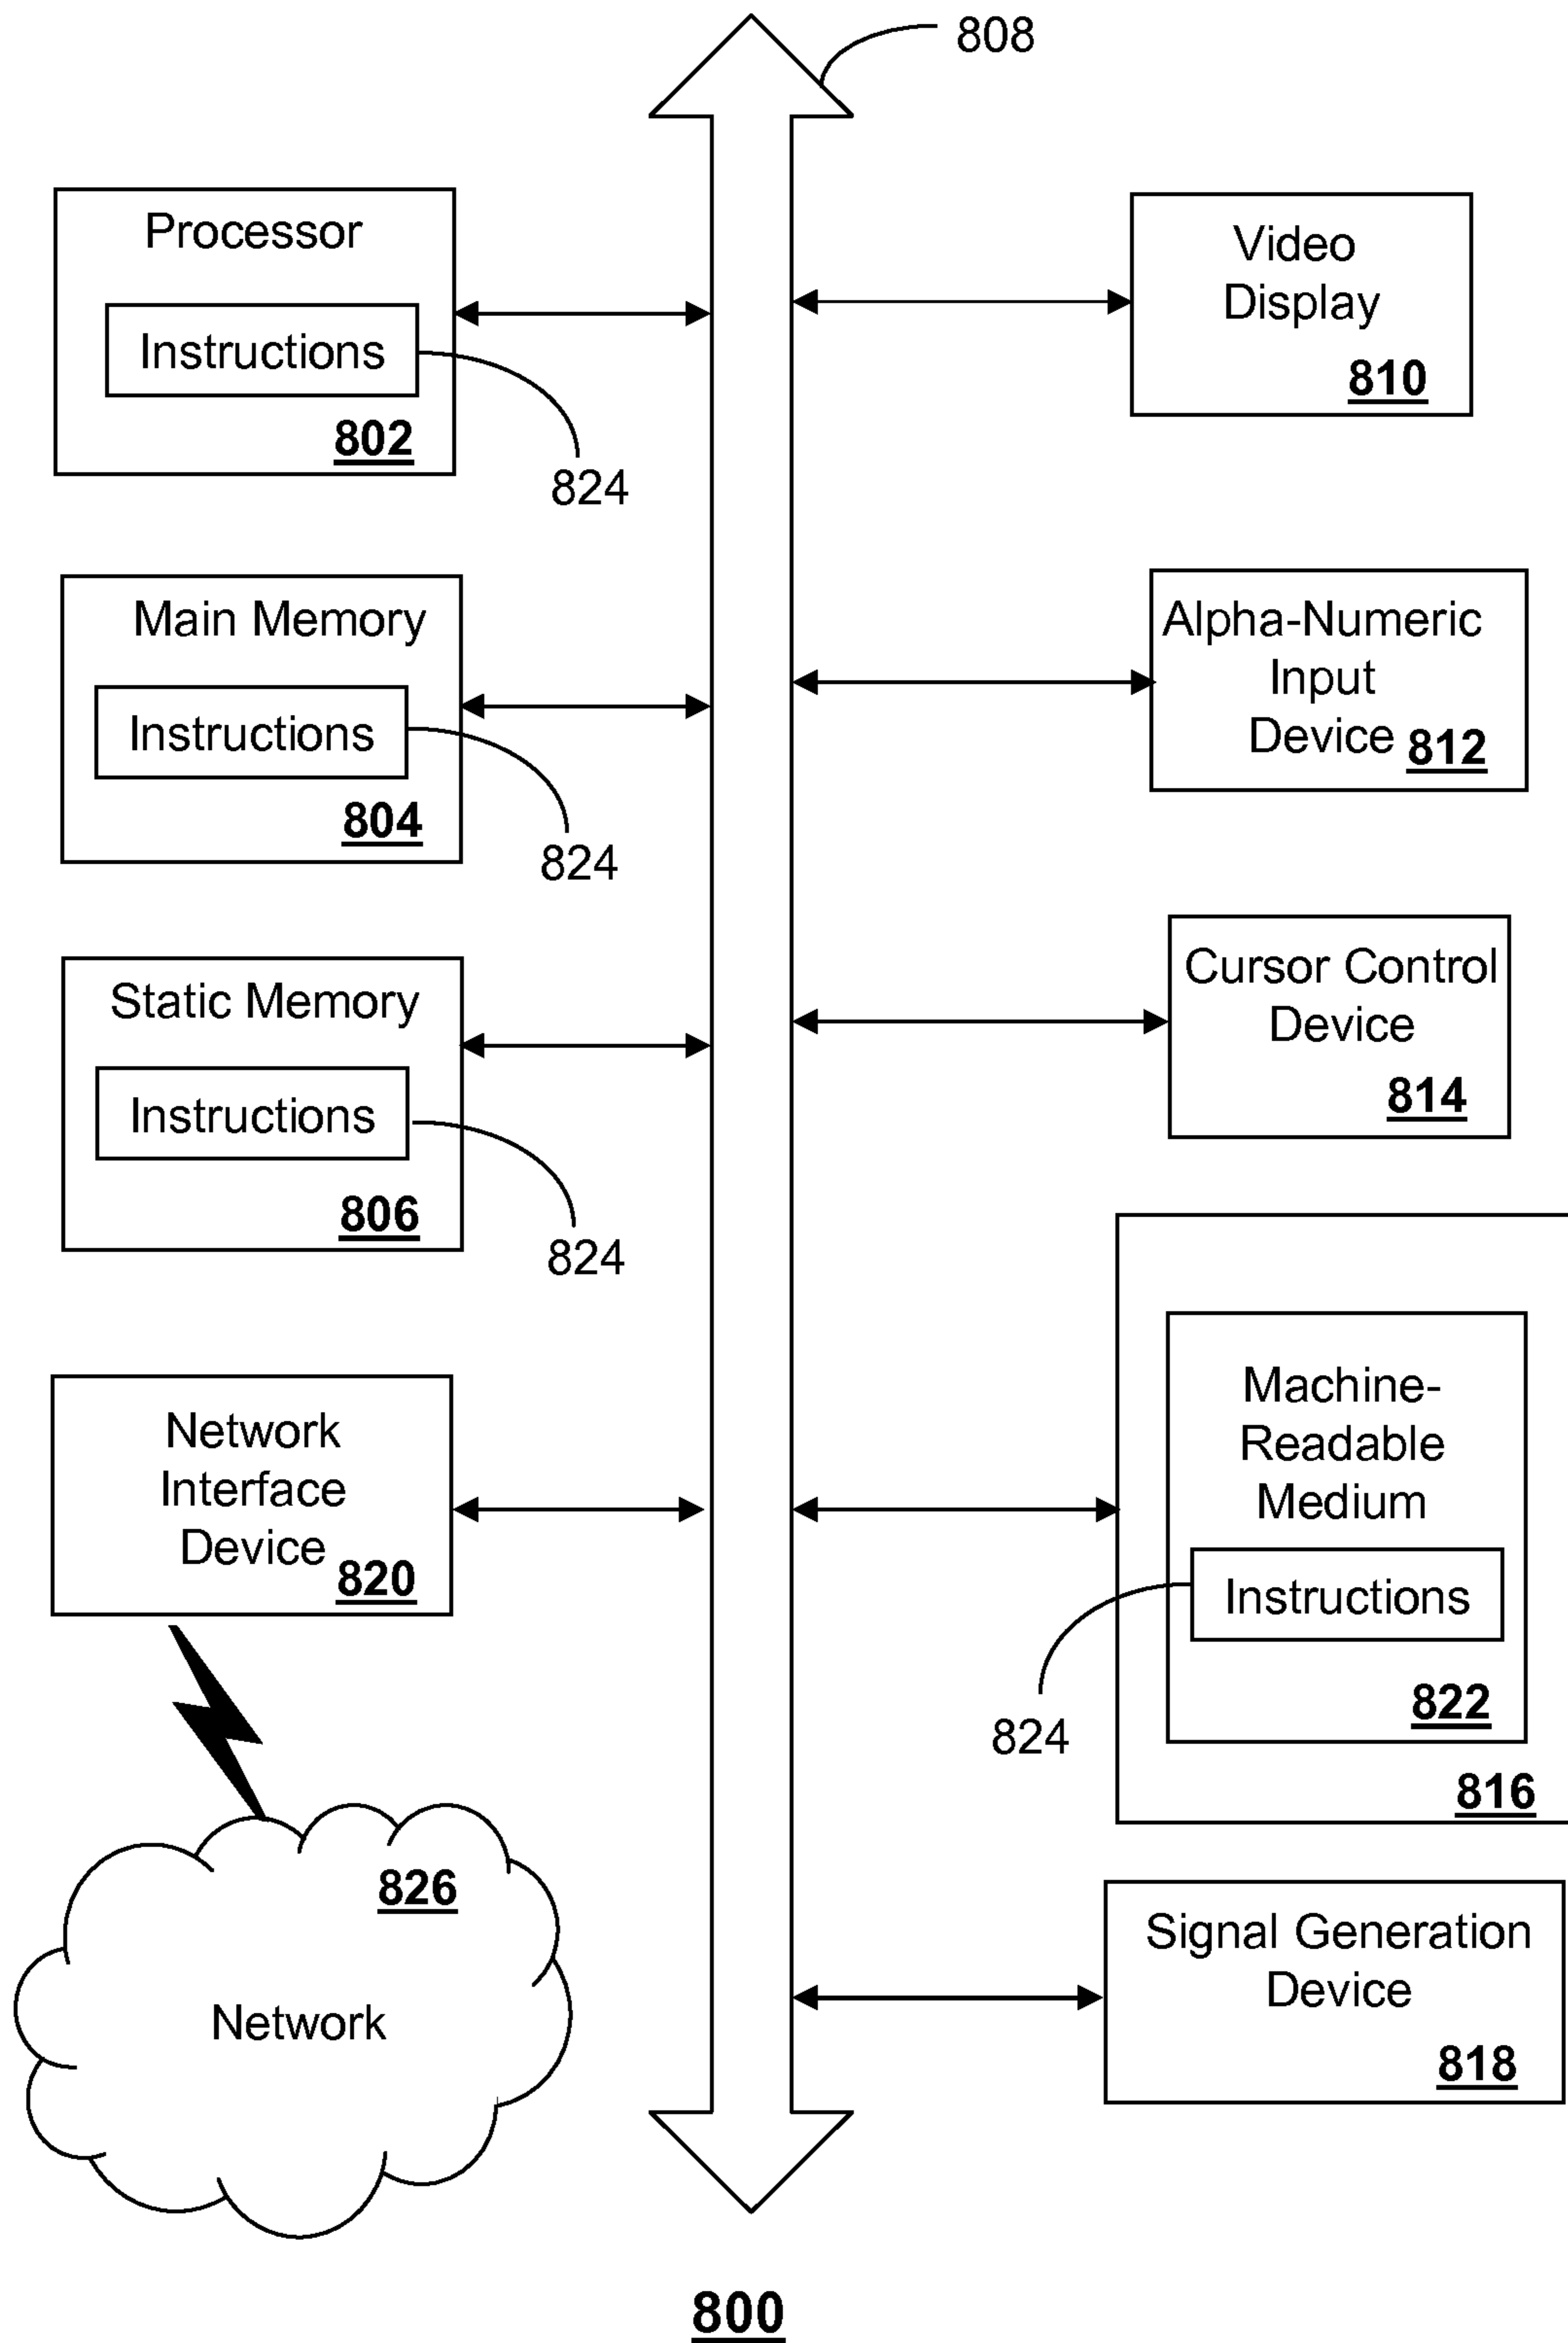 808
Processor
Instructions
802
824
Video
Display
810
Main Memory
Instructions
804
824
Alpha-Numeric
Input
Device 812
Static Memory
Instructions
806
824
Cursor Control
Device
814
Network
Interface
Device 820
Machine-
Readable
Medium
Instructions
822
824
816
826
Network
Signal Generation
Device
818
800